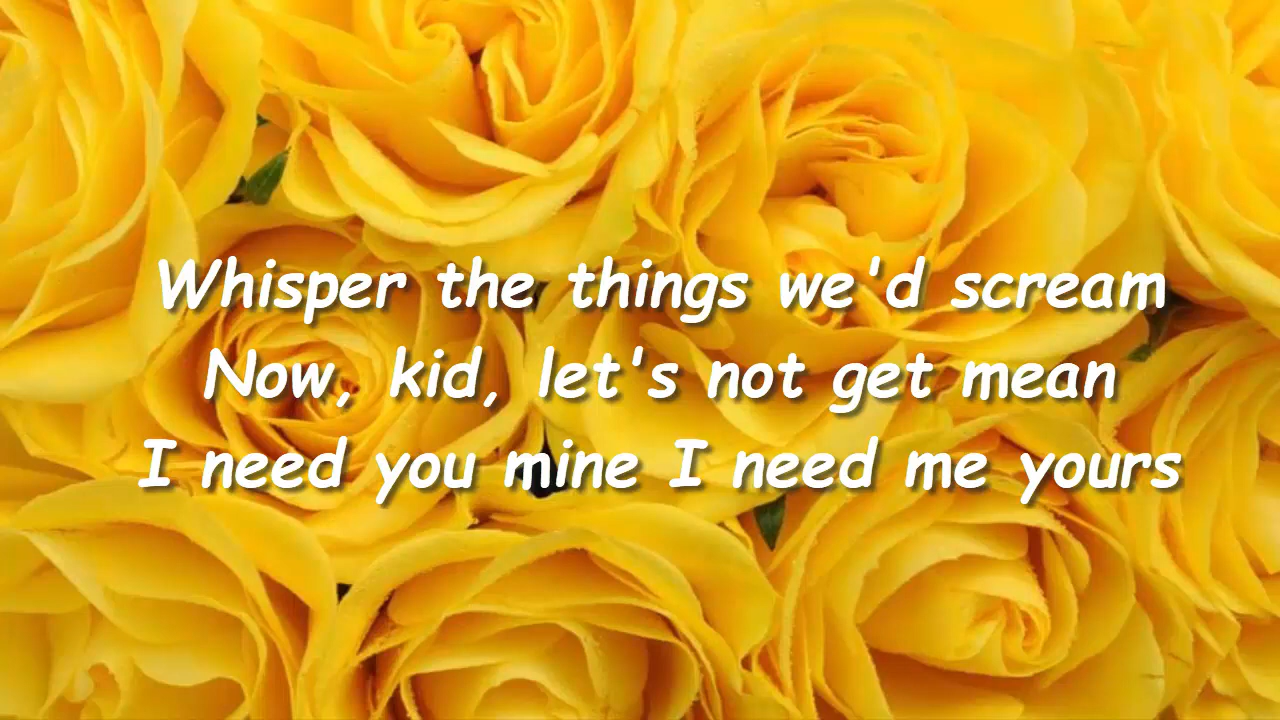 Whisper the things we'd scream
Now, kid, let's not get mean
I need you mine I need me yours